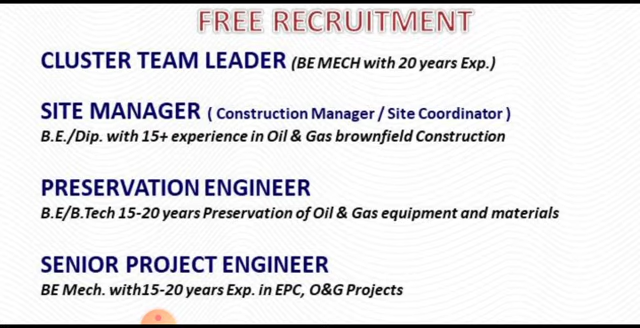 FREE RECRUITMENT
CLUSTER TEAM LEADER (BE MECH with 20 years Exp.)
SITE MANAGER ( Construction Manager / Site Coordinator )
B.E./Dip. with 15+ experience in Oil & Gas brownfield Construction
PRESERVATION ENGINEER
B.E/B.Tech 15-20 years Preservation of Oil & Gas equipment and materials
SENIOR PROJECT ENGINEER
BE Mech. with15-20 years Exp. in EPC, O&G Projects